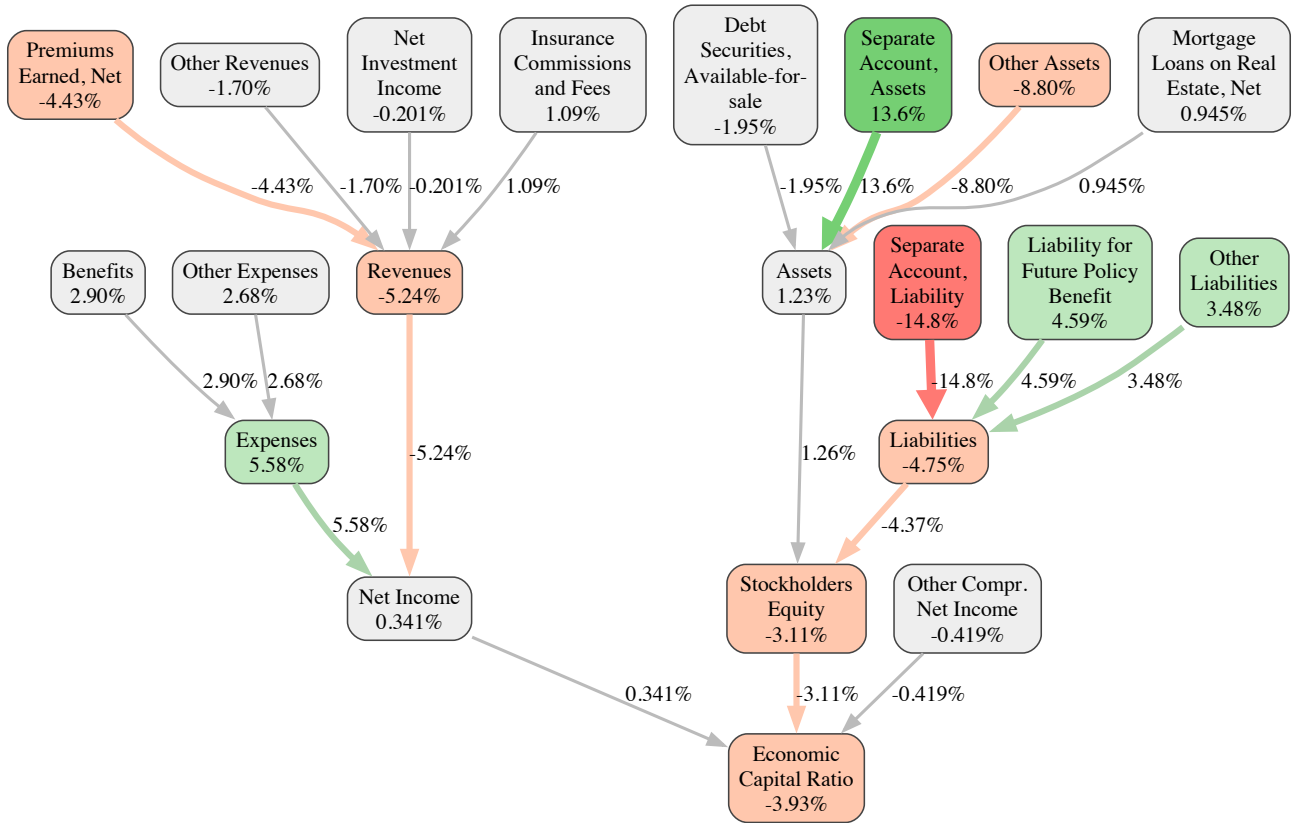 Premiums
Earned, Net
-4.43%
Other Revenues
-1.70%
Net
Investment
Income
-0.201%
Insurance
Commissions
and Fees
1.09%
Debt
Securities,
Available-for-
sale
-1.95%
Separate
Account,
Assets
13.6%
Other Assets
-8.80%
Mortgage
Loans on Real
Estate, Net
0.945%
-4.43%
-1.70%
-0.201%
1.09%
-1.95%
13.6%
-8.80%
0.945%
Benefits
2.90%
Other Expenses
2.68%
Revenues
-5.24%
Assets
1.23%
Separate
Account,
Liability
-14.8%
Liability for
Future Policy
Benefit
4.59%
Other
Liabilities
3.48%
2.90%
2.68%
-14.8%
4.59%
3.48%
Expenses
5.58%
-5.24%
1.26%
Liabilities
-4.75%
5.58%
-4.37%
Net Income
0.341%
Stockholders
Equity
-3.11%
Other Compr.
Net Income
-0.419%
0.341%
-3.11%
-0.419%
Economic
Capital Ratio
-3.93%